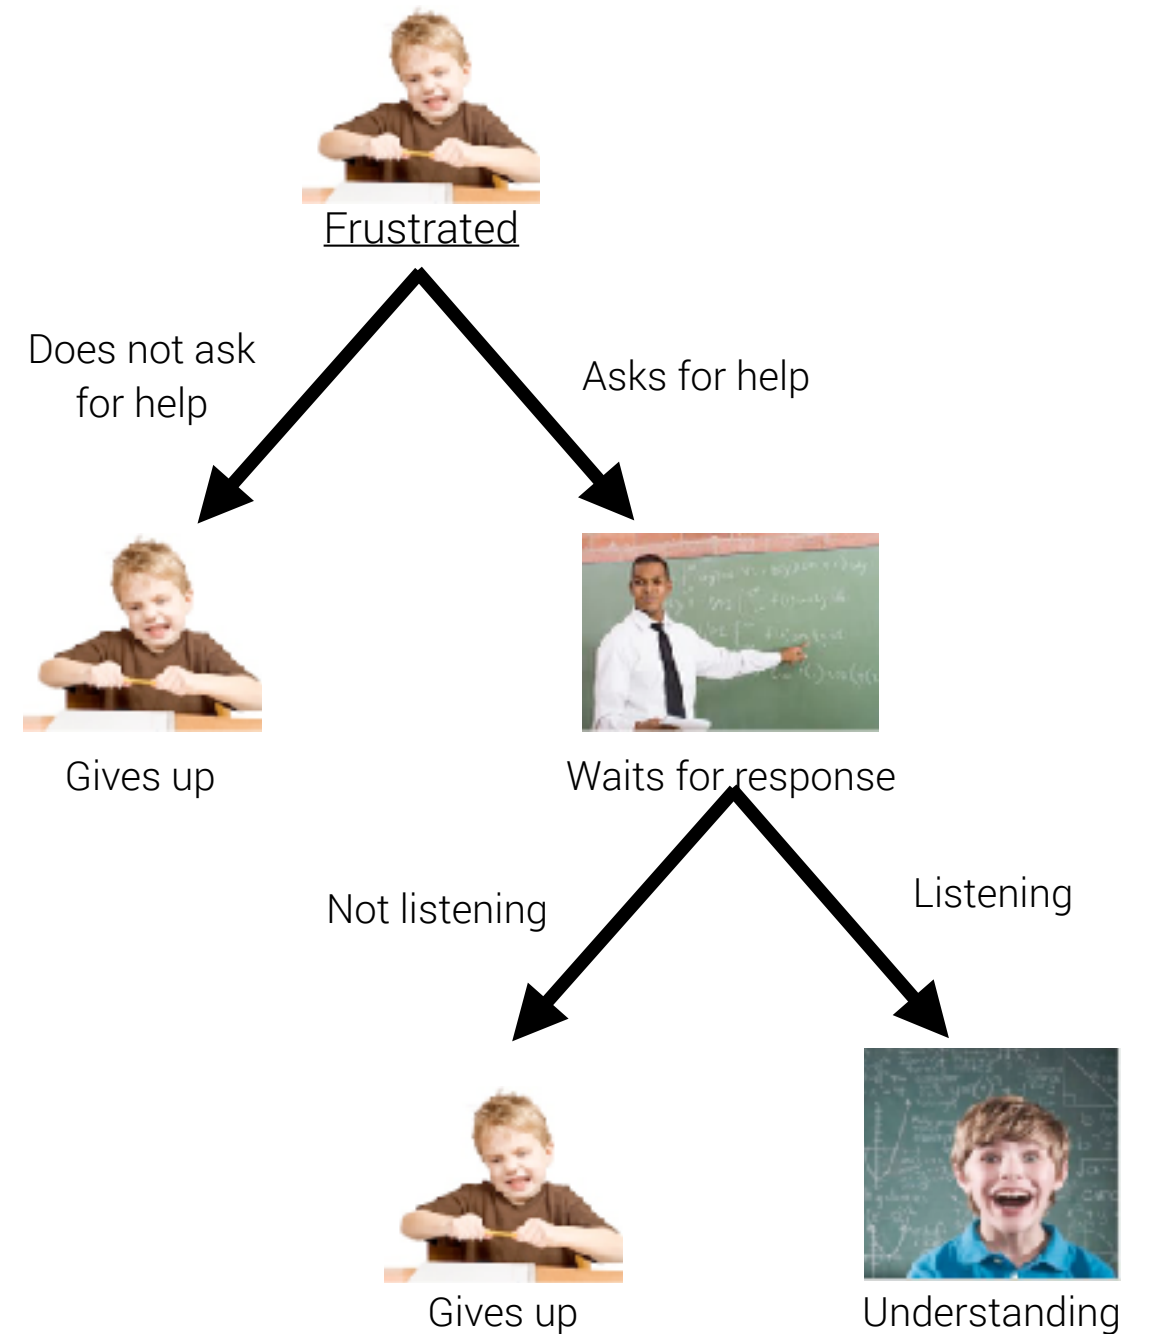 Frustrated
Does not ask
for help
Asks for help
Gives up
Waits for response
Not listening
Listening
Gives up
Understanding